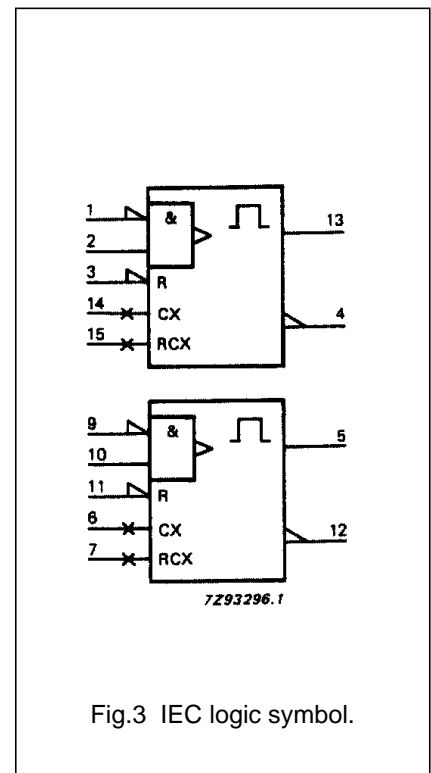 1 & 13
2
3 R
14 CX 4
15 RCX
9 & 5
10
11 R
6 CX 12
7 RCX
7Z93296.1
Fig.3 IEC logic symbol.